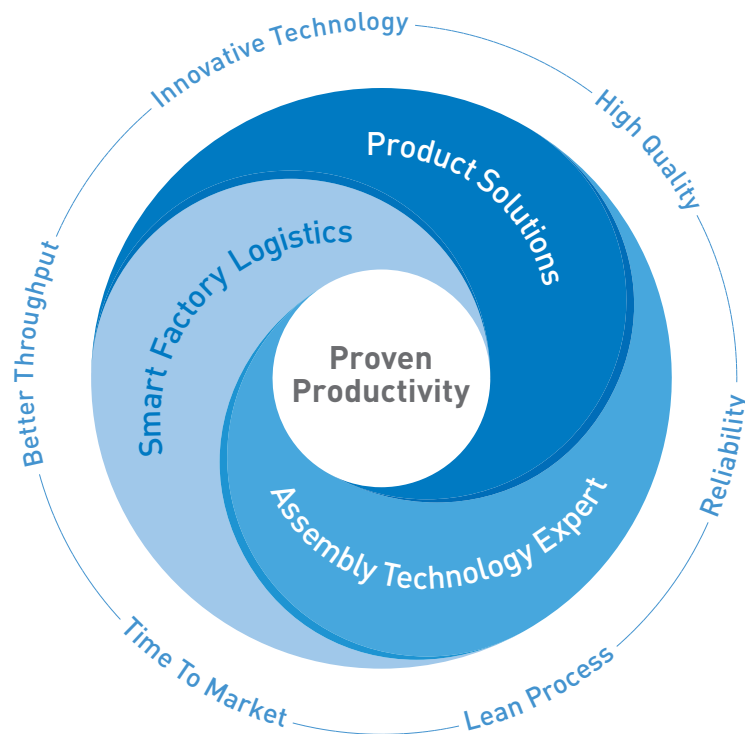 Innovative Technology
High Quality
Reliability
Lean Process
Time To Market
Better Throughput
Product Solutions
Smart Factory Logistics
Assembly Technology Expert
Proven
Productivity